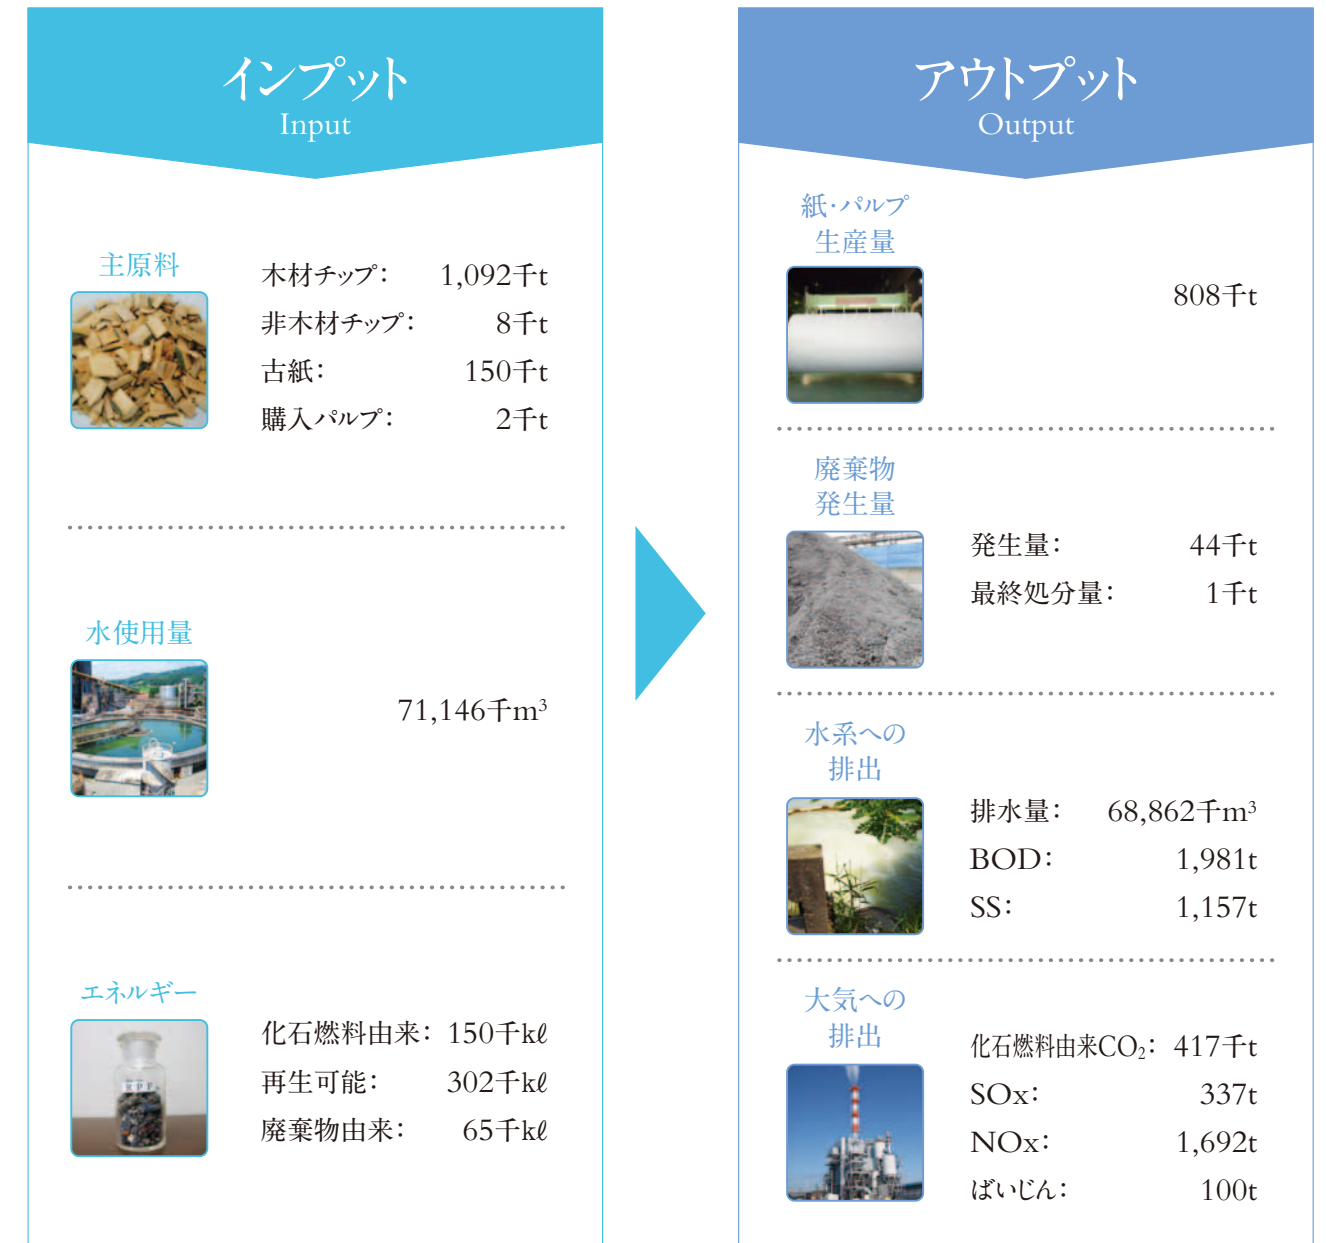 インプット
Input
主原料
木材チップ： 1,092千t
非木材チップ： 8千t
古紙： 150千t
購入パルプ： 2千t
水使用量
71,146千m³
エネルギー
化石燃料由来： 150千kℓ
再生可能： 302千kℓ
廃棄物由来： 65千kℓ
RPF
アウトプット
Output
紙・パルプ
生産量
808千t
廃棄物
発生量
発生量： 44千t
最終処分量： 1千t
水系への
排出
排水量： 68,862千m³
BOD： 1,981t
SS： 1,157t
大気への
排出
化石燃料由来CO₂： 417千t
SOx： 337t
NOx： 1,692t
ばいじん： 100t